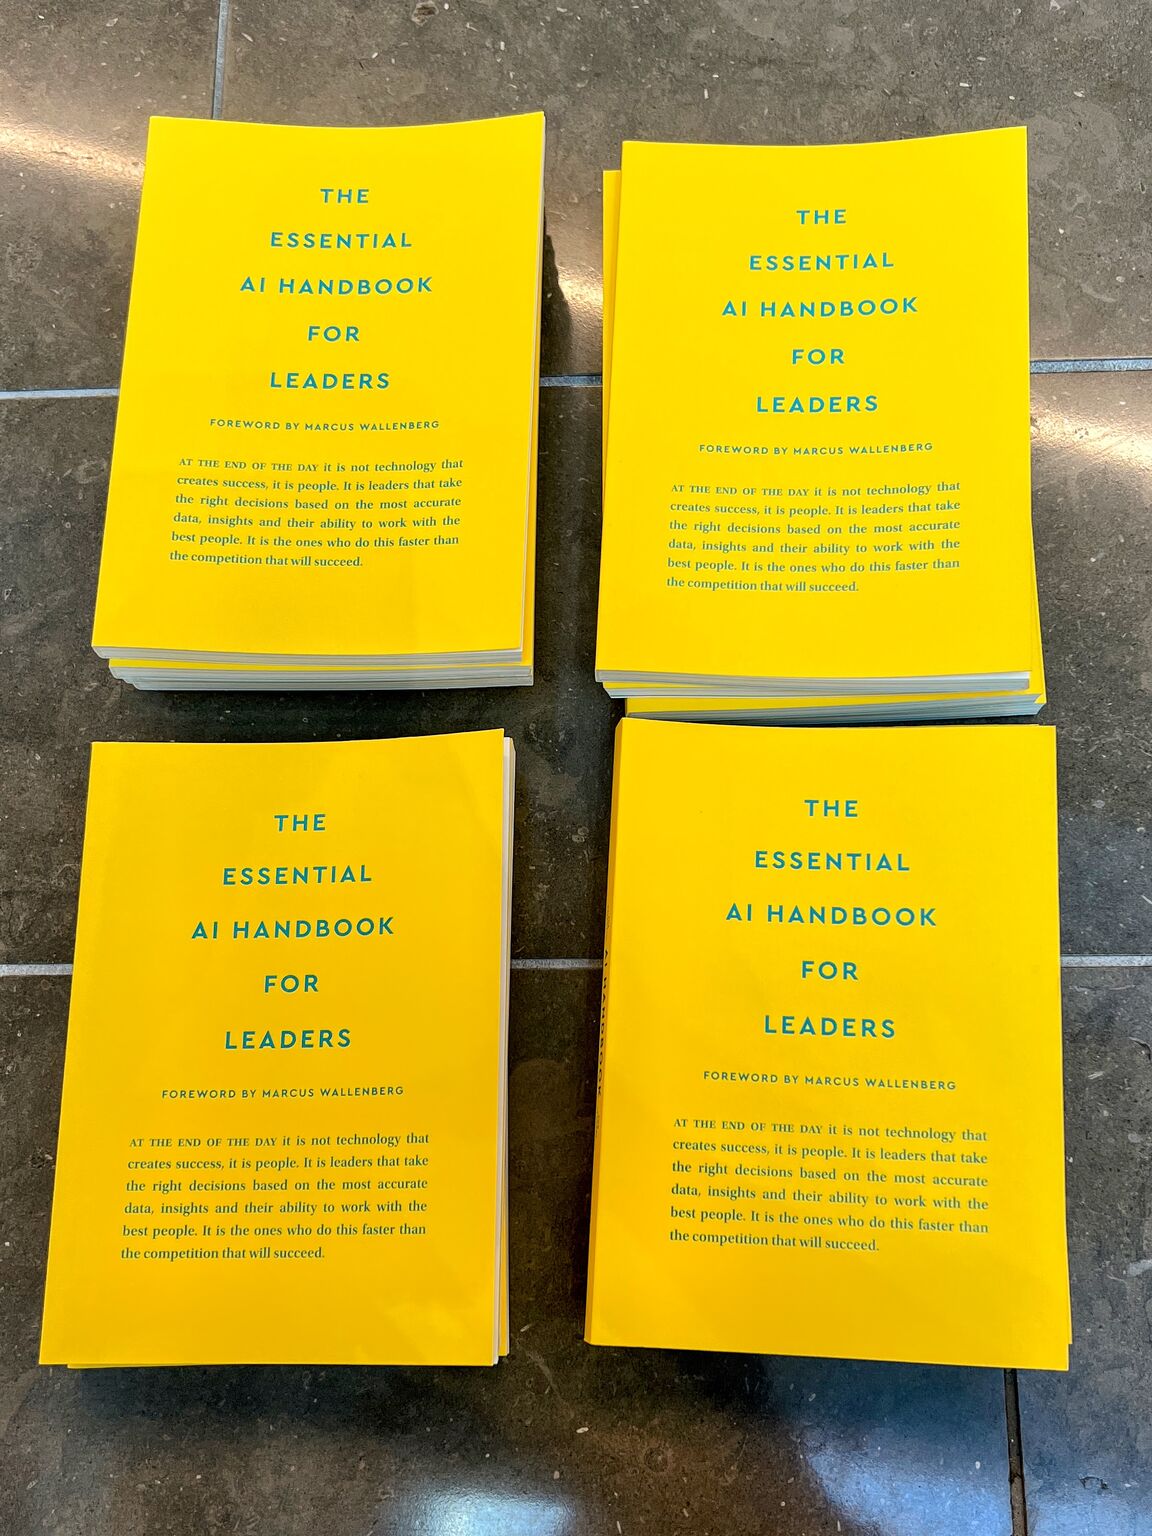 THE
ESSENTIAL
AI HANDBOOK
FOR
LEADERS
FOREWORD BY MARCUS WALLENBERG
AT THE END OF THE DAY it is not technology that
creates success, it is people. It is leaders that take
the right decisions based on the most accurate
data, insights and their ability to work with the
best people. It is the ones who do this faster than
the competition that will succeed.
THE
ESSENTIAL
AI HANDBOOK
FOR
LEADERS
FOREWORD BY MARCUS WALLENBERG
AT THE END OF THE DAY it is not technology that
creates success, it is people. It is leaders that take
the right decisions based on the most accurate
data, insights and their ability to work with the
best people. It is the ones who do this faster than
the competition that will succeed.
THE
ESSENTIAL
AI HANDBOOK
FOR
LEADERS
FOREWORD BY MARCUS WALLENBERG
AT THE END OF THE DAY it is not technology that
creates success, it is people. It is leaders that take
the right decisions based on the most accurate
data, insights and their ability to work with the
best people. It is the ones who do this faster than
the competition that will succeed.
AI HANDBOOK
THE
ESSENTIAL
AI HANDBOOK
FOR
LEADERS
FOREWORD BY MARCUS WALLENBERG
AT THE END OF THE DAY it is not technology that
creates success, it is people. It is leaders that take
the right decisions based on the most accurate
data, insights and their ability to work with the
best people. It is the ones who do this faster than
the competition that will succeed.